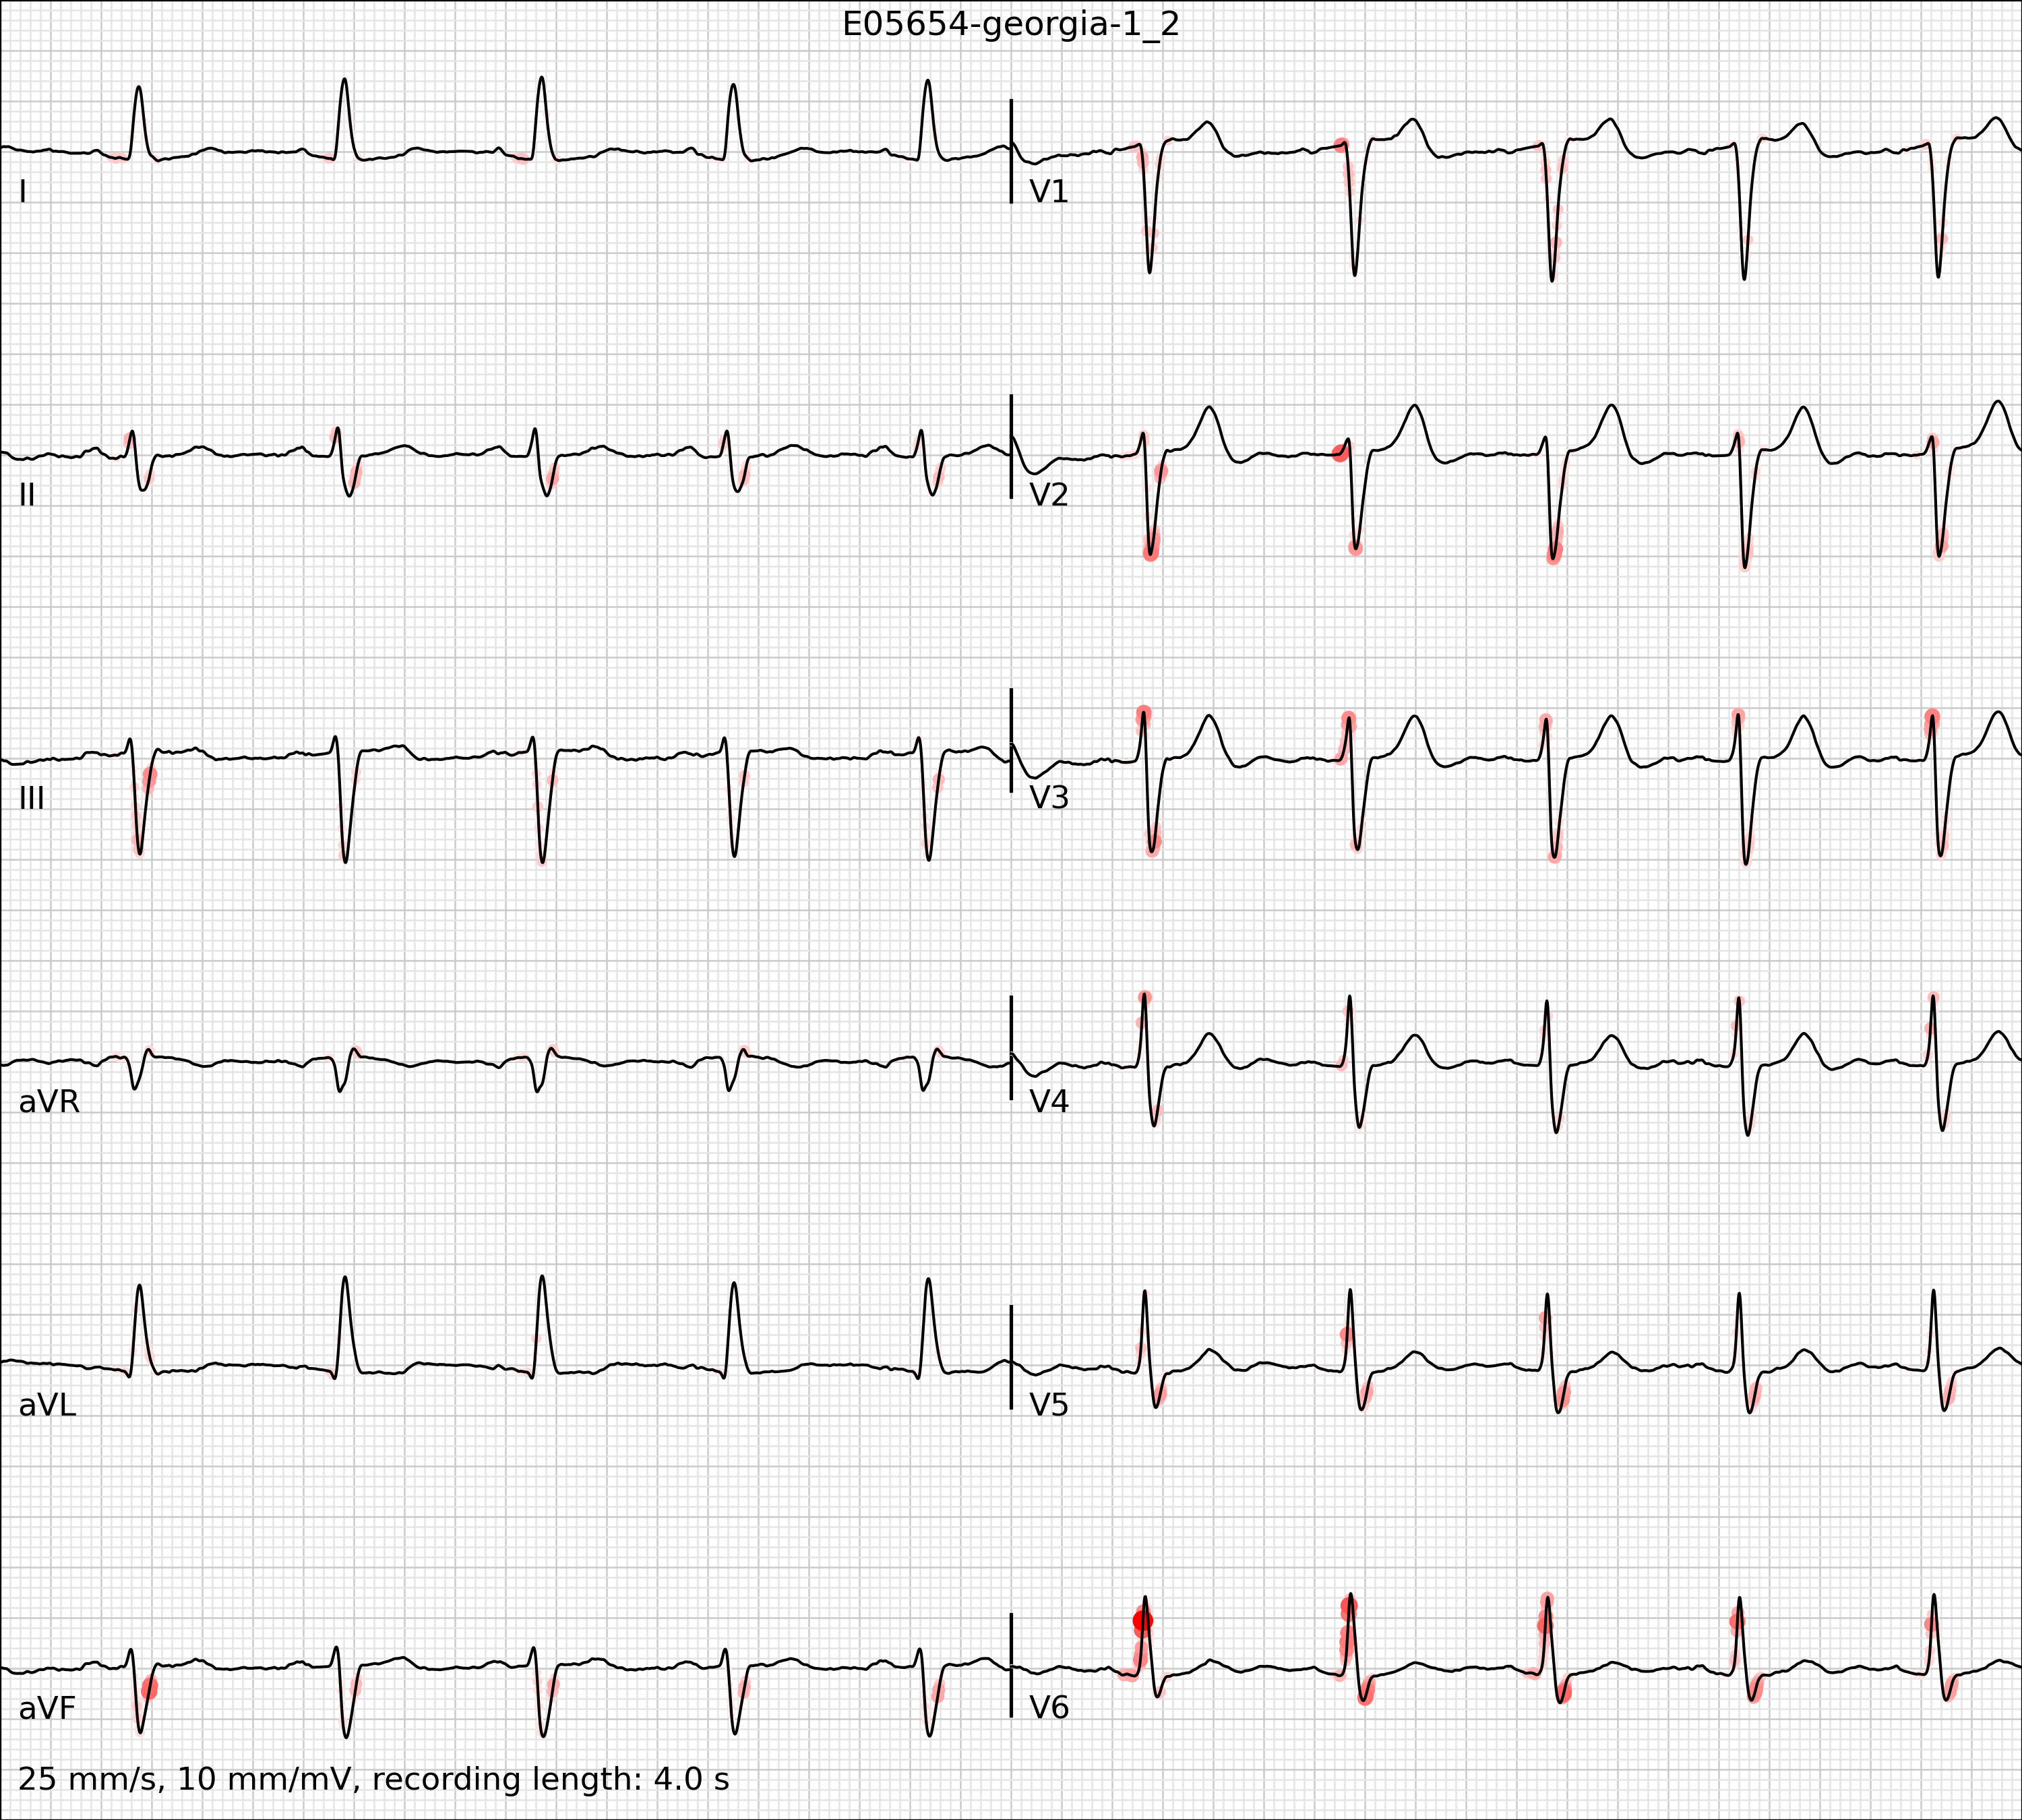 E05654-georgia-1_2
I
V1
II
V2
III
V3
aVR
V4
aVL
V5
aVF
V6
25 mm/s, 10 mm/mV, recording length: 4.0 s